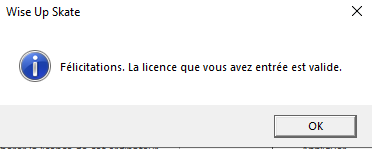 Wise Up Skate
Félicitations. La licence que vous avez entrée est valide.
OK